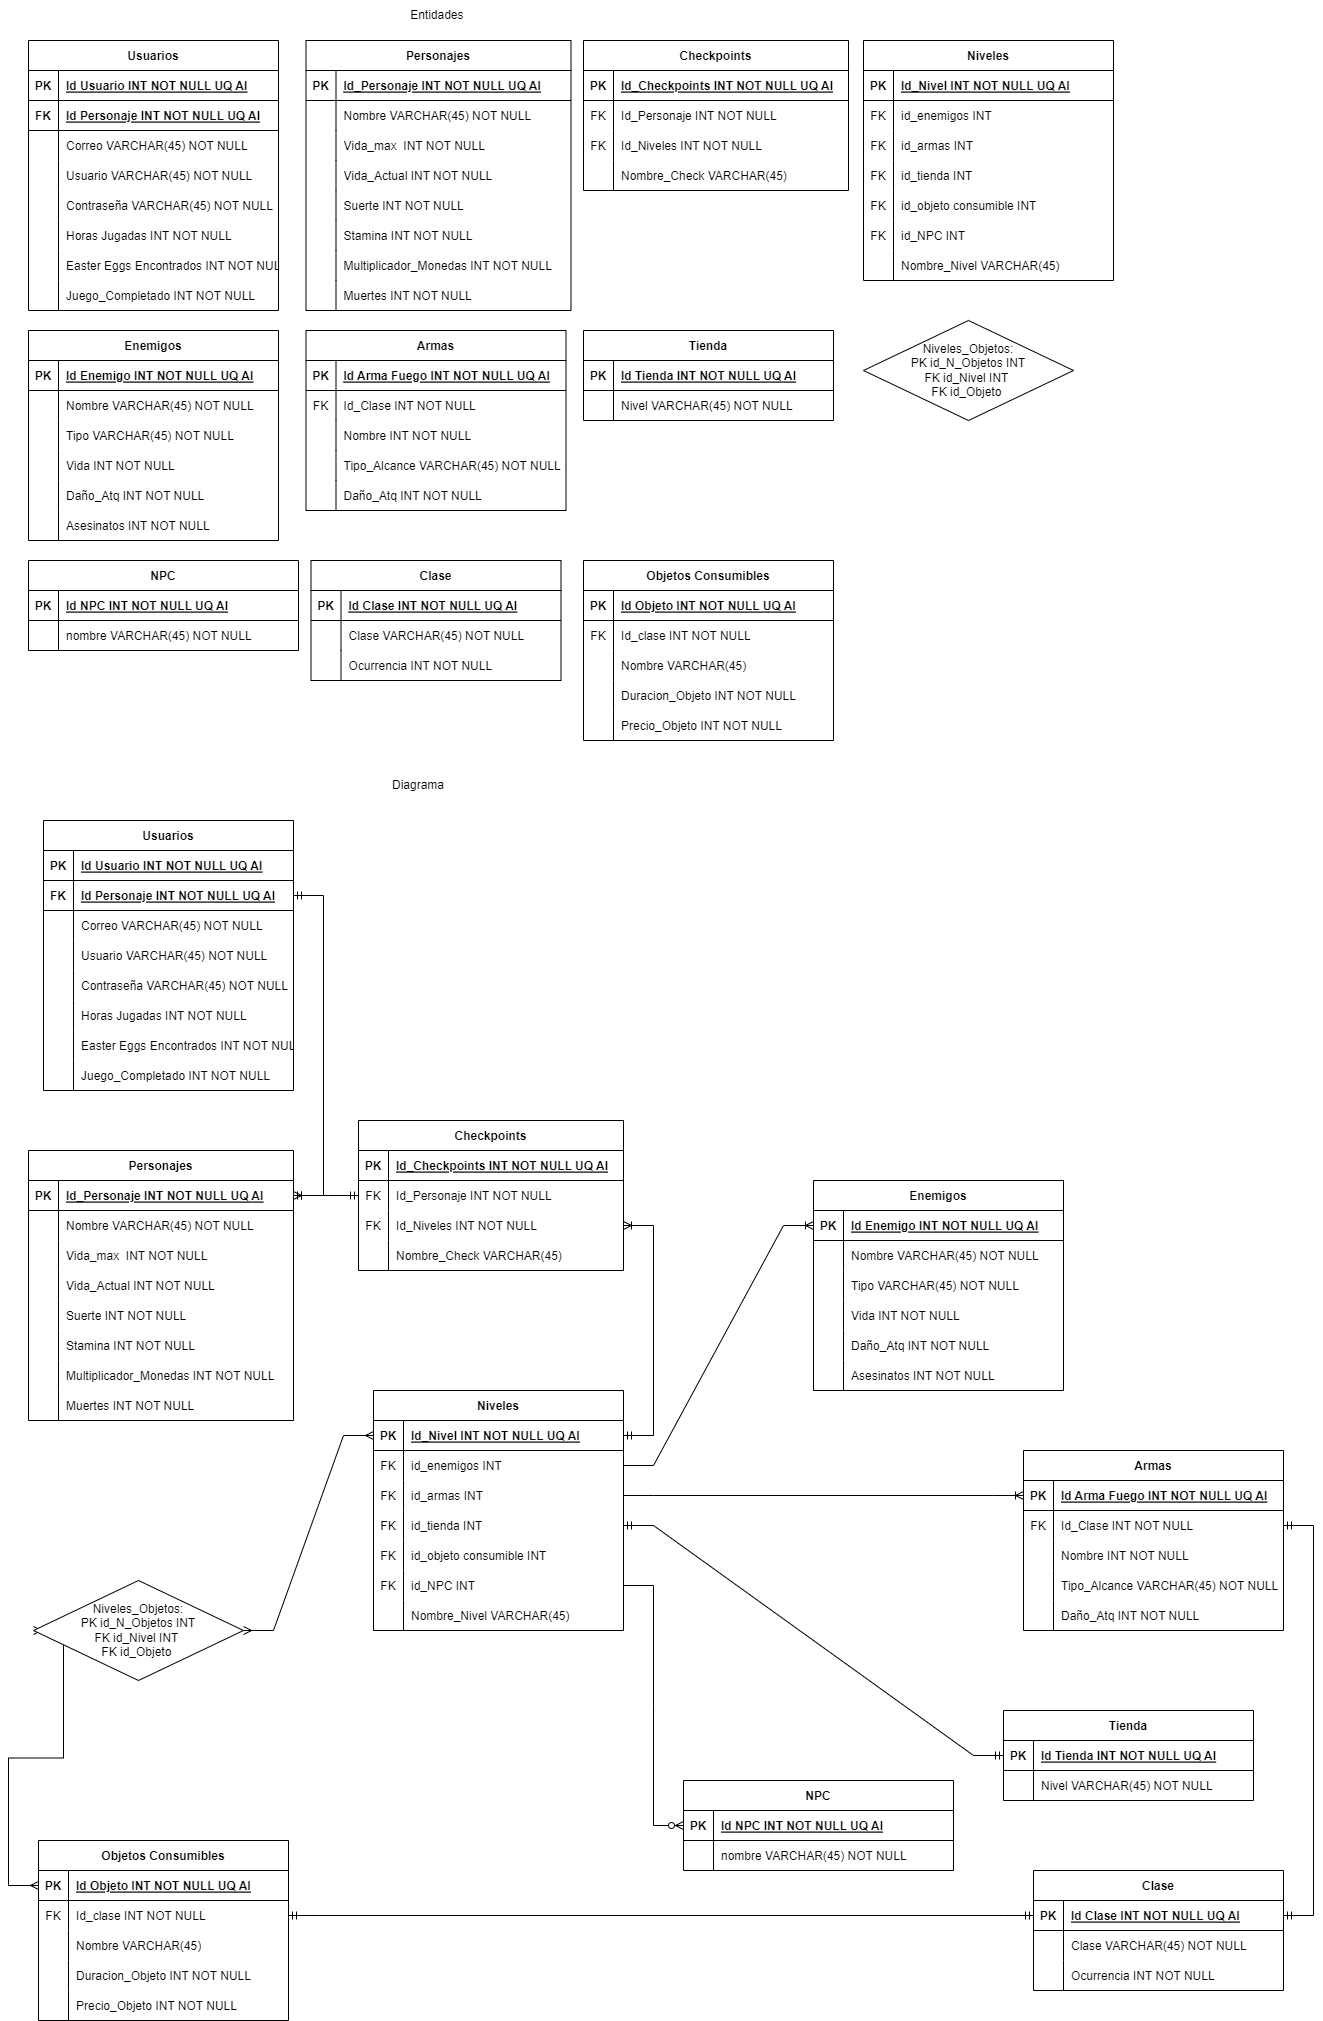 Entidades
Usuarios
PK Id Usuario INT NOT NULL UQ AI
FK Id Personaje INT NOT NULL UQ AI
Correo VARCHAR(45) NOT NULL
Usuario VARCHAR(45) NOT NULL
Contraseña VARCHAR(45) NOT NULL
Horas Jugadas INT NOT NULL
Easter Eggs Encontrados INT NOT NUL
Juego_Completado INT NOT NULL
Personajes
PK Id_Personaje INT NOT NULL UQ AI
Nombre VARCHAR(45) NOT NULL
Vida_max INT NOT NULL
Vida_Actual INT NOT NULL
Suerte INT NOT NULL
Stamina INT NOT NULL
Multiplicador_Monedas INT NOT NULL
Muertes INT NOT NULL
Checkpoints
PK Id_Checkpoints INT NOT NULL UQ AI
FK Id_Personaje INT NOT NULL
FK Id_Niveles INT NOT NULL
Nombre_Check VARCHAR(45)
Niveles
PK Id_Nivel INT NOT NULL UQ AI
FK id_enemigos INT
FK id_armas INT
FK id_tienda INT
FK id_objeto consumible INT
FK id_NPC INT
Nombre_Nivel VARCHAR(45)
Enemigos
PK Id Enemigo INT NOT NULL UQ AI
Nombre VARCHAR(45) NOT NULL
Tipo VARCHAR(45) NOT NULL
Vida INT NOT NULL
Daño_Atq INT NOT NULL
Asesinatos INT NOT NULL
Armas
PK Id Arma Fuego INT NOT NULL UQ AI
FK Id_Clase INT NOT NULL
Nombre INT NOT NULL
Tipo_Alcance VARCHAR(45) NOT NULL
Daño_Atq INT NOT NULL
Tienda
PK Id Tienda INT NOT NULL UQ AI
Nivel VARCHAR(45) NOT NULL
Niveles_Objetos:
PK id_N_Objetos INT
FK id_Nivel INT
FK id_Objeto
NPC
PK Id NPC INT NOT NULL UQ AI
nombre VARCHAR(45) NOT NULL
Clase
PK Id Clase INT NOT NULL UQ AI
Clase VARCHAR(45) NOT NULL
Ocurrencia INT NOT NULL
Objetos Consumibles
PK Id Objeto INT NOT NULL UQ AI
FK Id_clase INT NOT NULL
Nombre VARCHAR(45)
Duracion_Objeto INT NOT NULL
Precio_Objeto INT NOT NULL
Diagrama
Usuarios
PK Id Usuario INT NOT NULL UQ AI
FK Id Personaje INT NOT NULL UQ AI
Correo VARCHAR(45) NOT NULL
Usuario VARCHAR(45) NOT NULL
Contraseña VARCHAR(45) NOT NULL
Horas Jugadas INT NOT NULL
Easter Eggs Encontrados INT NOT NUL
Juego_Completado INT NOT NULL
Personajes
PK Id_Personaje INT NOT NULL UQ AI
Nombre VARCHAR(45) NOT NULL
Vida_max INT NOT NULL
Vida_Actual INT NOT NULL
Suerte INT NOT NULL
Stamina INT NOT NULL
Multiplicador_Monedas INT NOT NULL
Muertes INT NOT NULL
Checkpoints
PK Id_Checkpoints INT NOT NULL UQ AI
FK Id_Personaje INT NOT NULL
FK Id_Niveles INT NOT NULL
Nombre_Check VARCHAR(45)
Enemigos
PK Id Enemigo INT NOT NULL UQ AI
Nombre VARCHAR(45) NOT NULL
Tipo VARCHAR(45) NOT NULL
Vida INT NOT NULL
Daño_Atq INT NOT NULL
Asesinatos INT NOT NULL
Niveles
PK Id_Nivel INT NOT NULL UQ AI
FK id_enemigos INT
FK id_armas INT
FK id_tienda INT
FK id_objeto consumible INT
FK id_NPC INT
Nombre_Nivel VARCHAR(45)
Armas
PK Id Arma Fuego INT NOT NULL UQ AI
FK Id_Clase INT NOT NULL
Nombre INT NOT NULL
Tipo_Alcance VARCHAR(45) NOT NULL
Daño_Atq INT NOT NULL
Niveles_Objetos:
PK id_N_Objetos INT
FK id_Nivel INT
FK id_Objeto
Tienda
PK Id Tienda INT NOT NULL UQ AI
Nivel VARCHAR(45) NOT NULL
NPC
PK Id NPC INT NOT NULL UQ AI
nombre VARCHAR(45) NOT NULL
Objetos Consumibles
PK Id Objeto INT NOT NULL UQ AI
FK Id_clase INT NOT NULL
Nombre VARCHAR(45)
Duracion_Objeto INT NOT NULL
Precio_Objeto INT NOT NULL
Clase
PK Id Clase INT NOT NULL UQ AI
Clase VARCHAR(45) NOT NULL
Ocurrencia INT NOT NULL